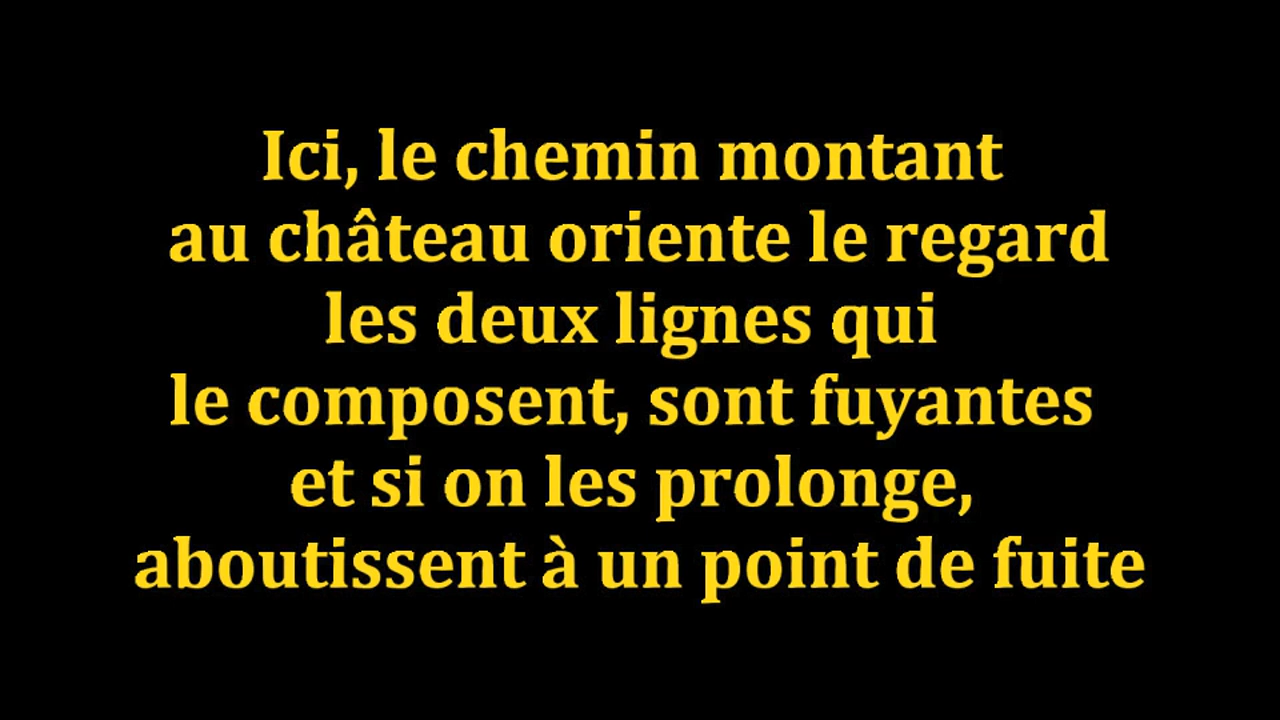 Ici, le chemin montant
au château oriente le regard
les deux lignes qui
le composent, sont fuyantes
et si on les prolonge,
aboutissent à un point de fuite